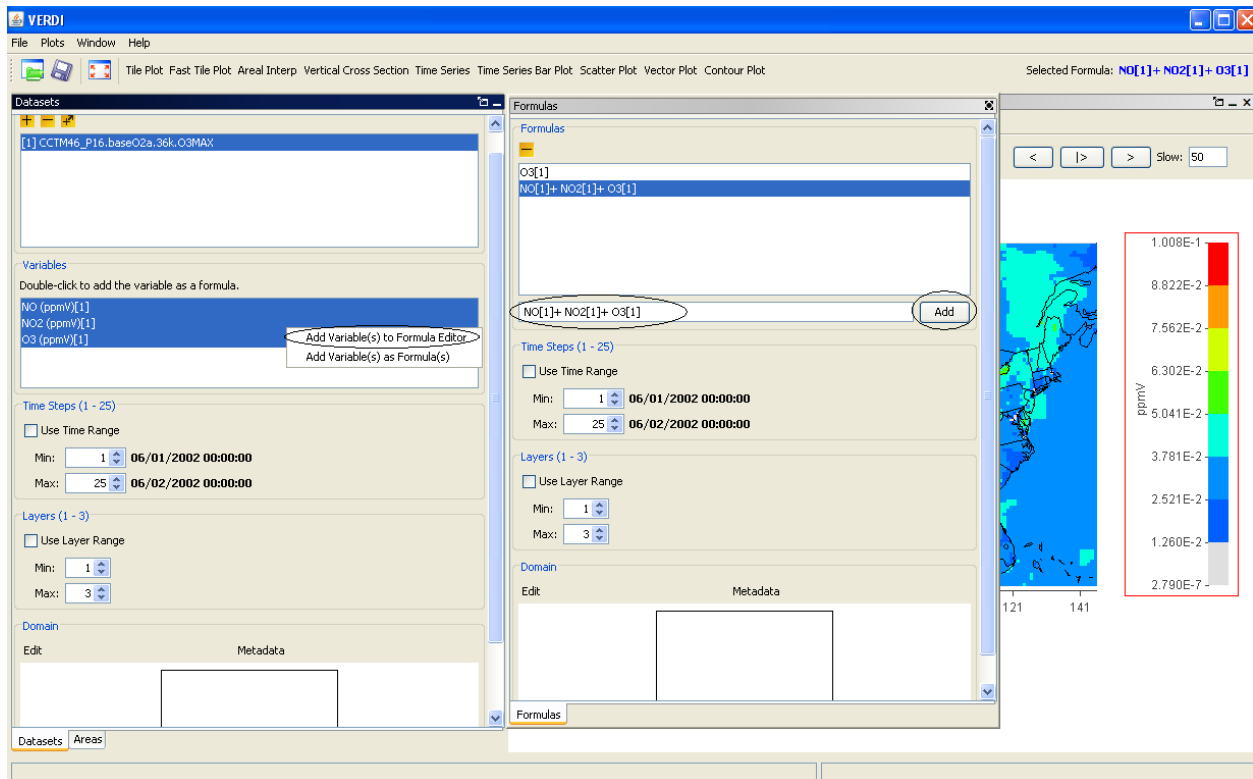 VERDI
File Plots Window Help
Tile Plot Fast Tile Plot Areal Interp Vertical Cross Section Time Series Time Series Bar Plot Scatter Plot Vector Plot Contour Plot
Selected Formula: NO[1]+ NO2[1]+ O3[1]
Datasets
[1] CCTM46_P16.baseO2a.36k.O3MAX
Variables
Double-click to add the variable as a formula.
NO (ppmV)[1]
NO2 (ppmV)[1]
O3 (ppmV)[1]
Add Variable(s) to Formula Editor
Add Variable(s) as Formula(s)
Time Steps (1 - 25)
Use Time Range
Min: 1 06/01/2002 00:00:00
Max: 25 06/02/2002 00:00:00
Layers (1 - 3)
Use Layer Range
Min: 1
Max: 3
Domain
Edit Metadata
Datasets Areas
Formulas
Formulas
O3[1]
NO[1]+ NO2[1]+ O3[1]
NO[1]+ NO2[1]+ O3[1] Add
Time Steps (1 - 25)
Use Time Range
Min: 1 06/01/2002 00:00:00
Max: 25 06/02/2002 00:00:00
Layers (1 - 3)
Use Layer Range
Min: 1
Max: 3
Domain
Edit Metadata
Formulas
< |> > Slow: 50
1.008E-1
8.822E-2
7.562E-2
6.302E-2
5.041E-2
3.781E-2
2.521E-2
1.260E-2
2.790E-7
ppmV
121 141